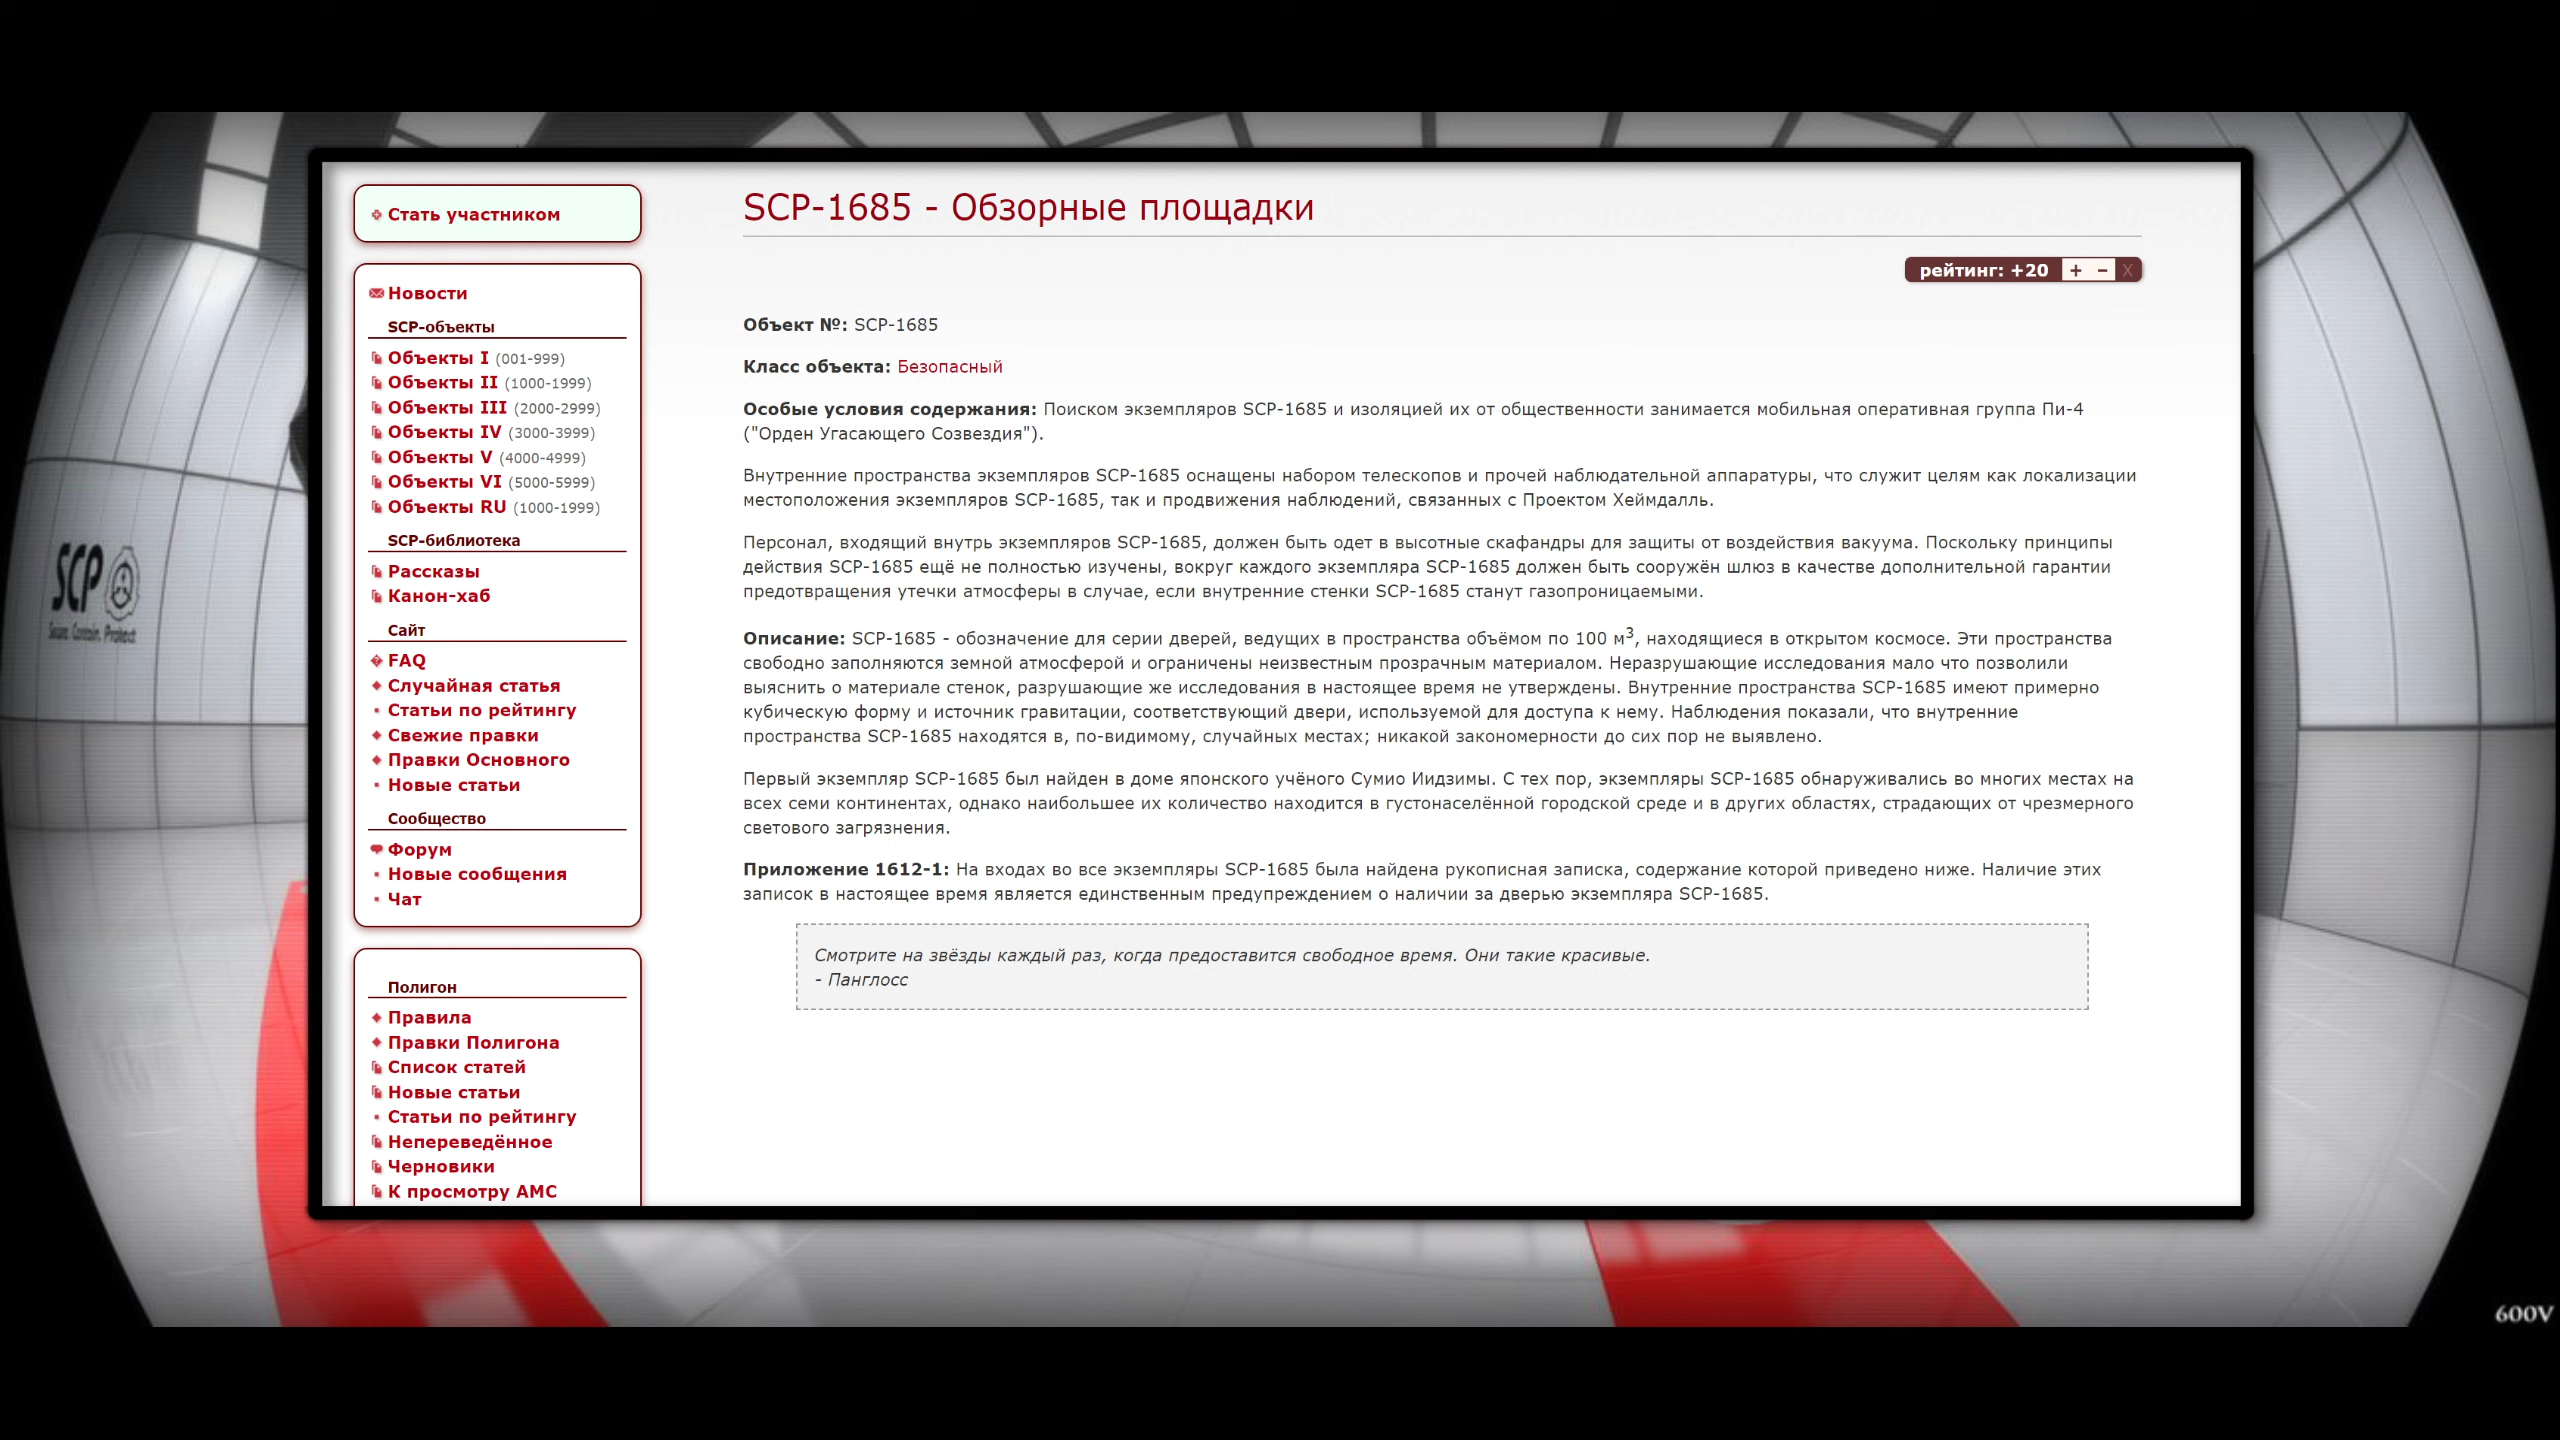 Стать участником
Новости
SCP-объекты
Объекты I (001-999)
Объекты II (1000-1999)
Объекты III (2000-2999)
Объекты IV (3000-3999)
Объекты V (4000-4999)
Объекты VI (5000-5999)
Объекты RU (1000-1999)
SCP-библиотека
Рассказы
Канон-хаб
Сайт
FAQ
Случайная статья
Статьи по рейтингу
Свежие правки
Правки Основного
Новые статьи
Сообщество
Форум
Новые сообщения
Чат
Полигон
Правила
Правки Полигона
Список статей
Новые статьи
Статьи по рейтингу
Непереведённое
Черновики
К просмотру АМС
SCP-1685 - Обзорные площадки
рейтинг: +20 + − X
Объект №: SCP-1685
Класс объекта: Безопасный
Особые условия содержания: Поиском экземпляров SCP-1685 и изоляцией их от общественности занимается мобильная оперативная группа Пи-4
("Орден Угасающего Созвездия").
Внутренние пространства экземпляров SCP-1685 оснащены набором телескопов и прочей наблюдательной аппаратуры, что служит целям как локализации
местоположения экземпляров SCP-1685, так и продвижения наблюдений, связанных с Проектом Хеймдалль.
Персонал, входящий внутрь экземпляров SCP-1685, должен быть одет в высотные скафандры для защиты от воздействия вакуума. Поскольку принципы
действия SCP-1685 ещё не полностью изучены, вокруг каждого экземпляра SCP-1685 должен быть сооружён шлюз в качестве дополнительной гарантии
предотвращения утечки атмосферы в случае, если внутренние стенки SCP-1685 станут газопроницаемыми.
Описание: SCP-1685 - обозначение для серии дверей, ведущих в пространства объёмом по 100 м³, находящиеся в открытом космосе. Эти пространства
свободно заполняются земной атмосферой и ограничены неизвестным прозрачным материалом. Неразрушающие исследования мало что позволили
выяснить о материале стенок, разрушающие же исследования в настоящее время не утверждены. Внутренние пространства SCP-1685 имеют примерно
кубическую форму и источник гравитации, соответствующий двери, используемой для доступа к нему. Наблюдения показали, что внутренние
пространства SCP-1685 находятся в, по-видимому, случайных местах; никакой закономерности до сих пор не выявлено.
Первый экземпляр SCP-1685 был найден в доме японского учёного Сумио Иидзимы. С тех пор, экземпляры SCP-1685 обнаруживались во многих местах на
всех семи континентах, однако наибольшее их количество находится в густонаселённой городской среде и в других областях, страдающих от чрезмерного
светового загрязнения.
Приложение 1612-1: На входах во все экземпляры SCP-1685 была найдена рукописная записка, содержание которой приведено ниже. Наличие этих
записок в настоящее время является единственным предупреждением о наличии за дверью экземпляра SCP-1685.
Смотрите на звёзды каждый раз, когда предоставится свободное время. Они такие красивые.
- Панглосс
SCP
Secure. Contain. Protect
600V